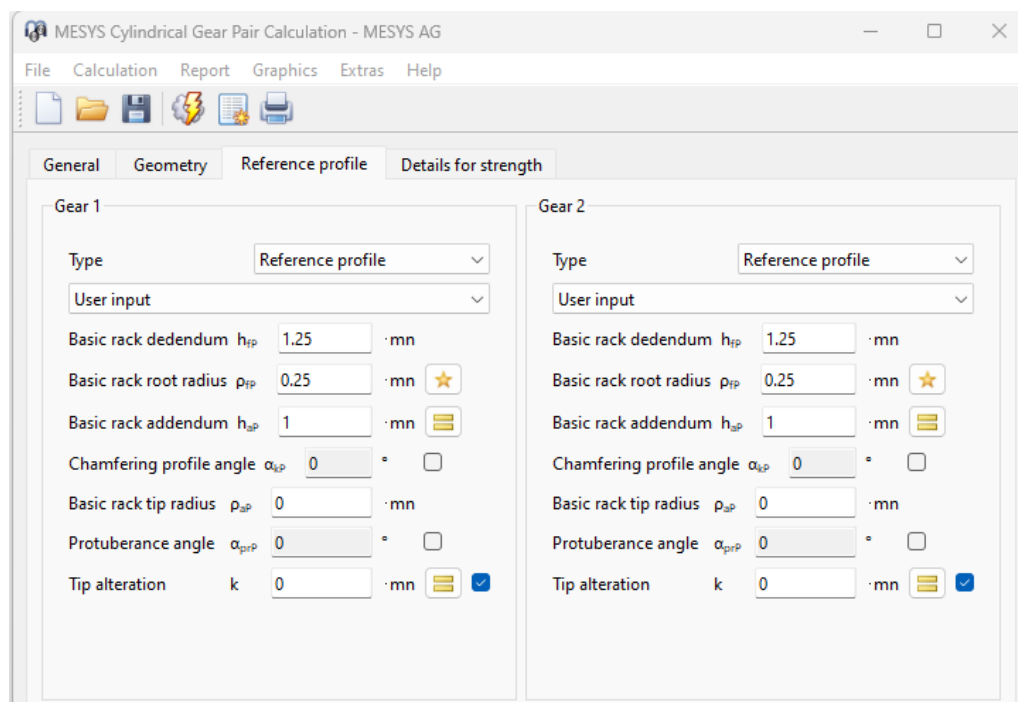 MESYS Cylindrical Gear Pair Calculation - MESYS AG
File Calculation Report Graphics Extras Help
General Geometry Reference profile Details for strength
Gear 1
Type Reference profile
User input
Basic rack dedendum hfP 1.25 ·mn
Basic rack root radius ρfP 0.25 ·mn
Basic rack addendum haP 1 ·mn
Chamfering profile angle αkP 0 °
Basic rack tip radius ρaP 0 ·mn
Protuberance angle αprP 0 °
Tip alteration k 0 ·mn
Gear 2
Type Reference profile
User input
Basic rack dedendum hfP 1.25 ·mn
Basic rack root radius ρfP 0.25 ·mn
Basic rack addendum haP 1 ·mn
Chamfering profile angle αkP 0 °
Basic rack tip radius ρaP 0 ·mn
Protuberance angle αprP 0 °
Tip alteration k 0 ·mn